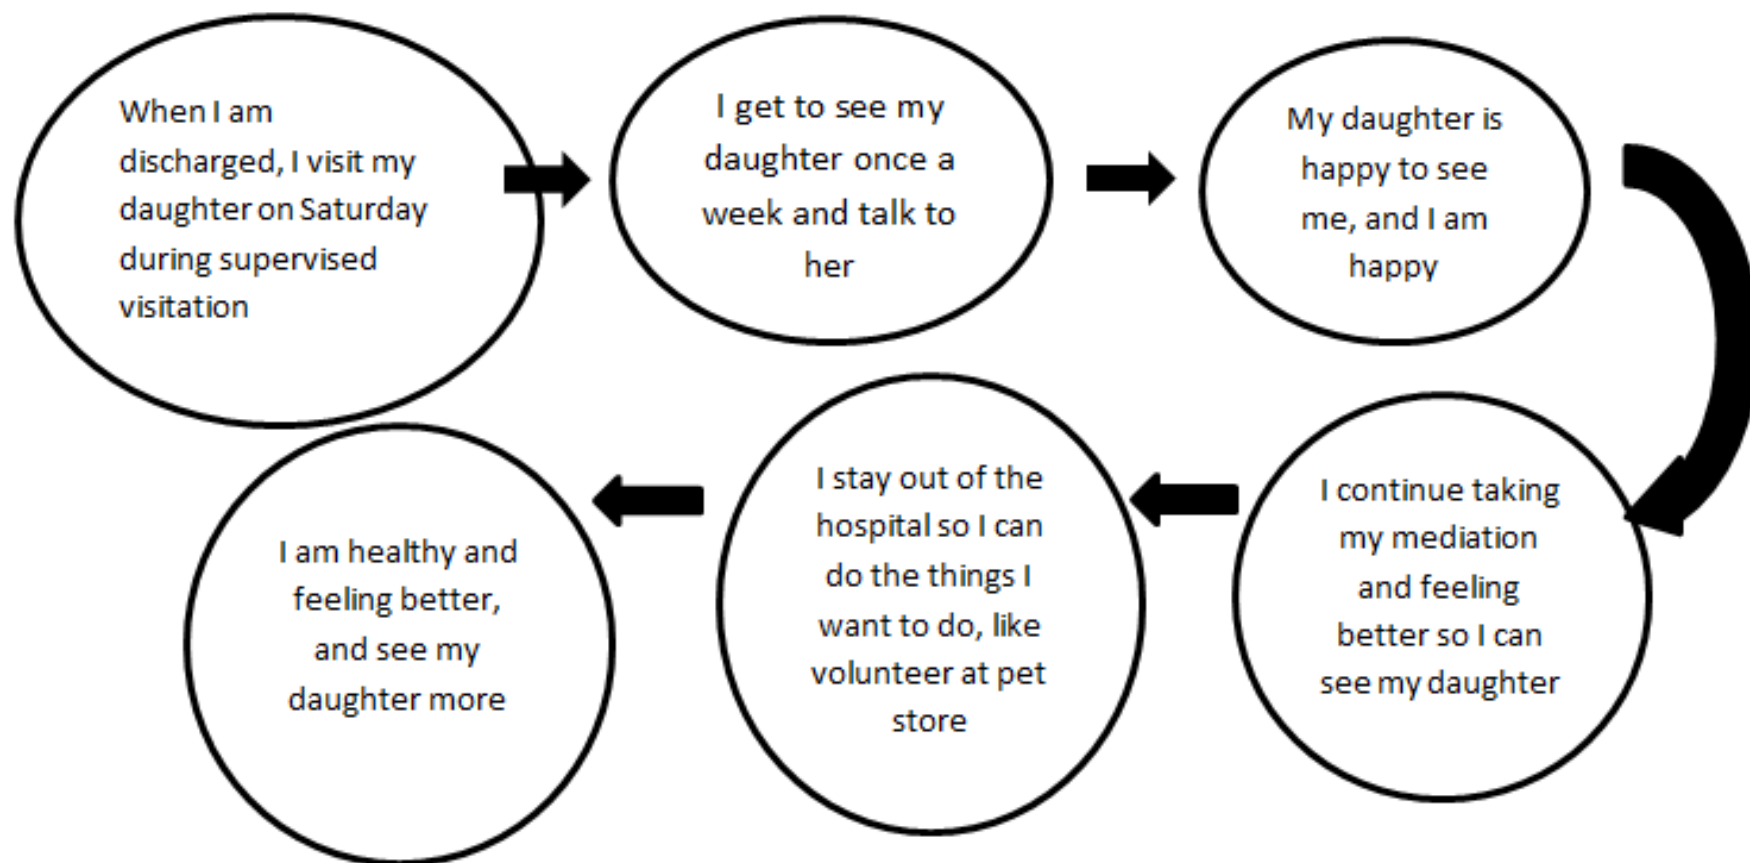 When I am
discharged, I visit my
daughter on Saturday
during supervised
visitation
I get to see my
daughter once a
week and talk to
her
My daughter is
happy to see
me, and I am
happy
I continue taking
my mediation
and feeling
better so I can
see my daughter
I stay out of the
hospital so I can
do the things I
want to do, like
volunteer at pet
store
I am healthy and
feeling better,
and see my
daughter more